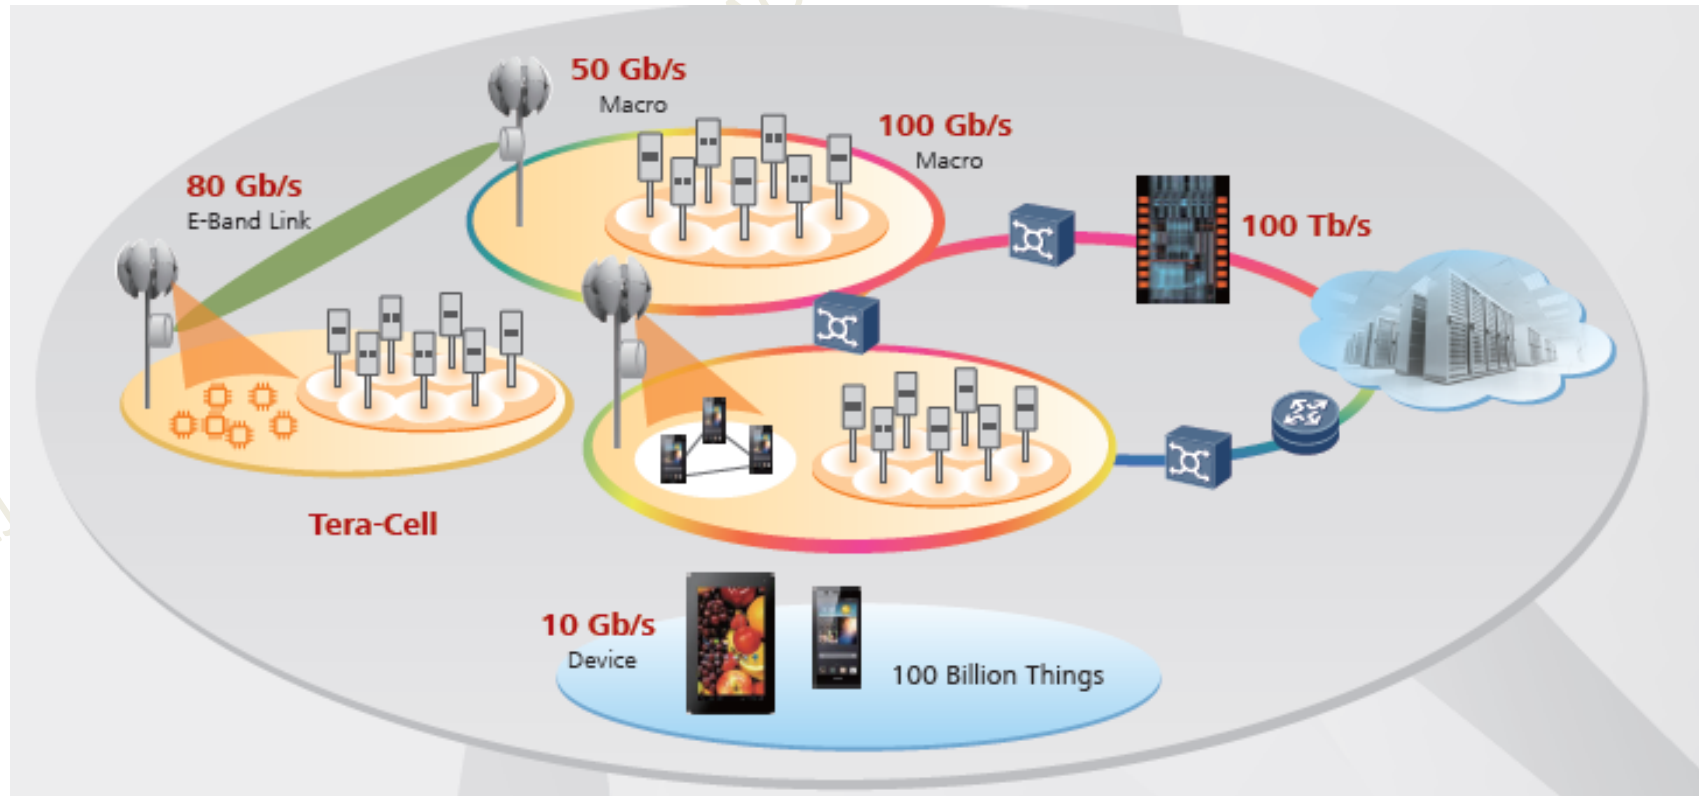 50 Gb/s
Macro
100 Gb/s
Macro
80 Gb/s
E-Band Link
100 Tb/s
Tera-Cell
10 Gb/s
Device
100 Billion Things